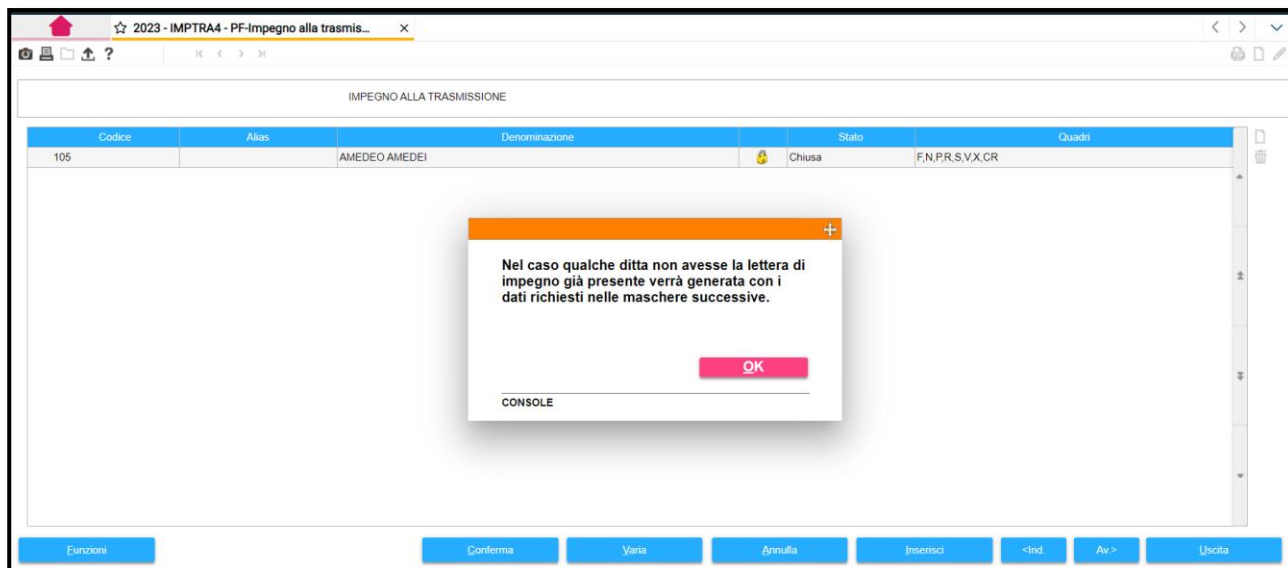 2023 - IMPTRA4 - PF-Impegno alla trasmis...
IMPEGNO ALLA TRASMISSIONE
Codice Alias Denominazione Stato Quadri
105 AMEDEO AMEDEI Chiusa F,N,P,R,S,V,X,CR
Nel caso qualche ditta non avesse la lettera di
impegno già presente verrà generata con i
dati richiesti nelle maschere successive.
OK
CONSOLE
Funzioni Conferma Varia Annulla Inserisci <Ind. Av.> Uscita